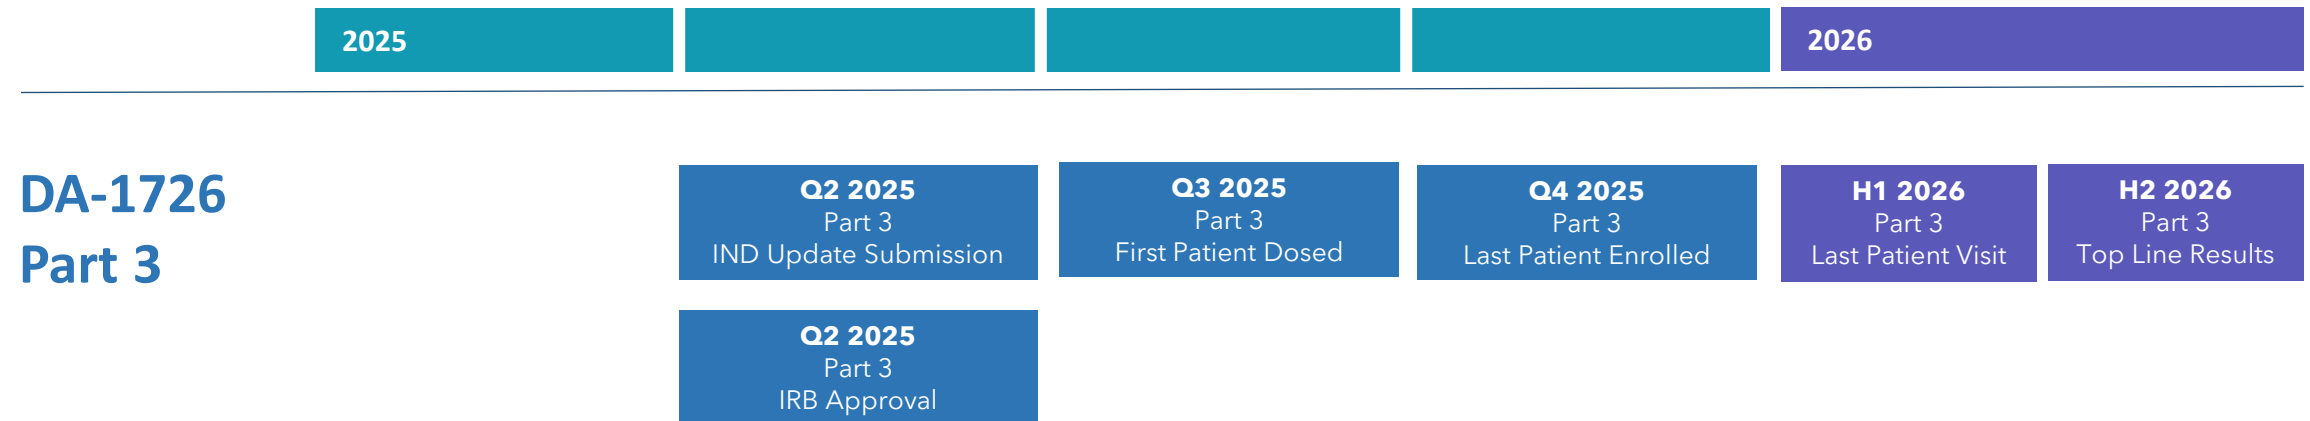 2025
2026
DA-1726
Part 3
Q2 2025
Part 3
IND Update Submission
Q3 2025
Part 3
First Patient Dosed
Q4 2025
Part 3
Last Patient Enrolled
H1 2026
Part 3
Last Patient Visit
H2 2026
Part 3
Top Line Results
Q2 2025
Part 3
IRB Approval